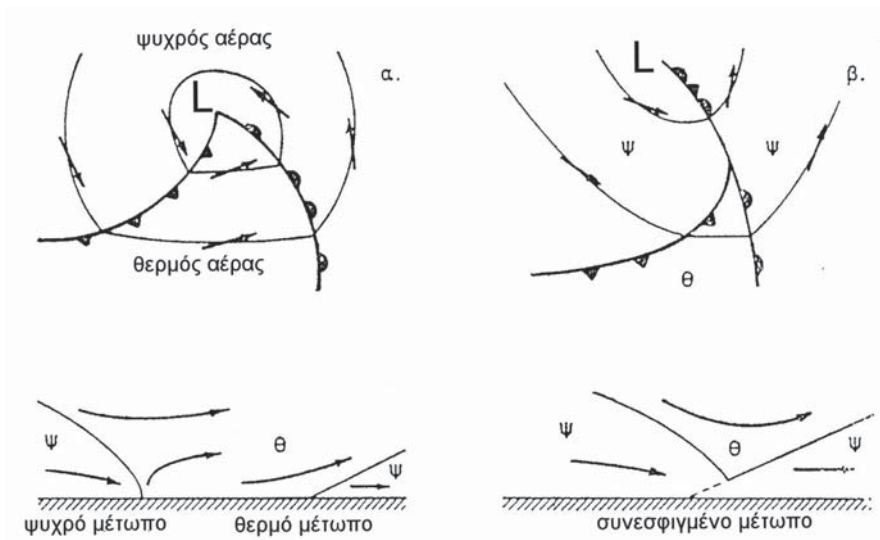 ψυχρός αέρας
α.
L
θερμός αέρας
L
β.
ψ
ψ
θ
ψ
θ
ψ
ψυχρό μέτωπο
θερμό μέτωπο
ψ
θ
ψ
συνεσφιγμένο μέτωπο